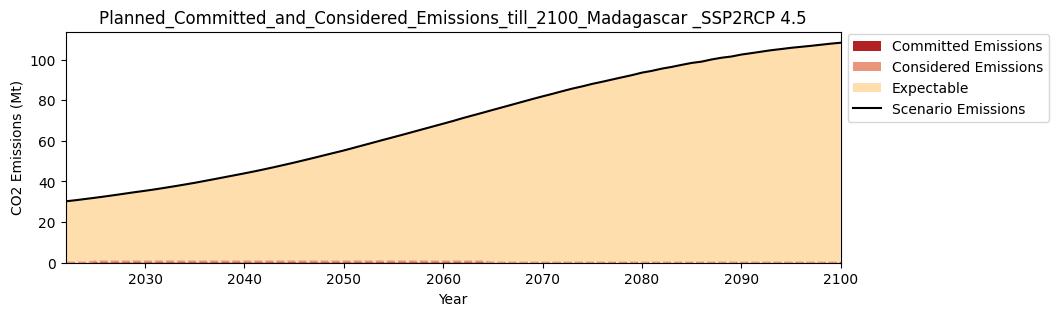 Planned_Committed_and_Considered_Emissions_till_2100_Madagascar _SSP2RCP 4.5
Committed Emissions
Considered Emissions
Expectable
Scenario Emissions
CO2 Emissions (Mt)
100
80
60
40
20
0
2030 2040 2050 2060 2070 2080 2090 2100
Year